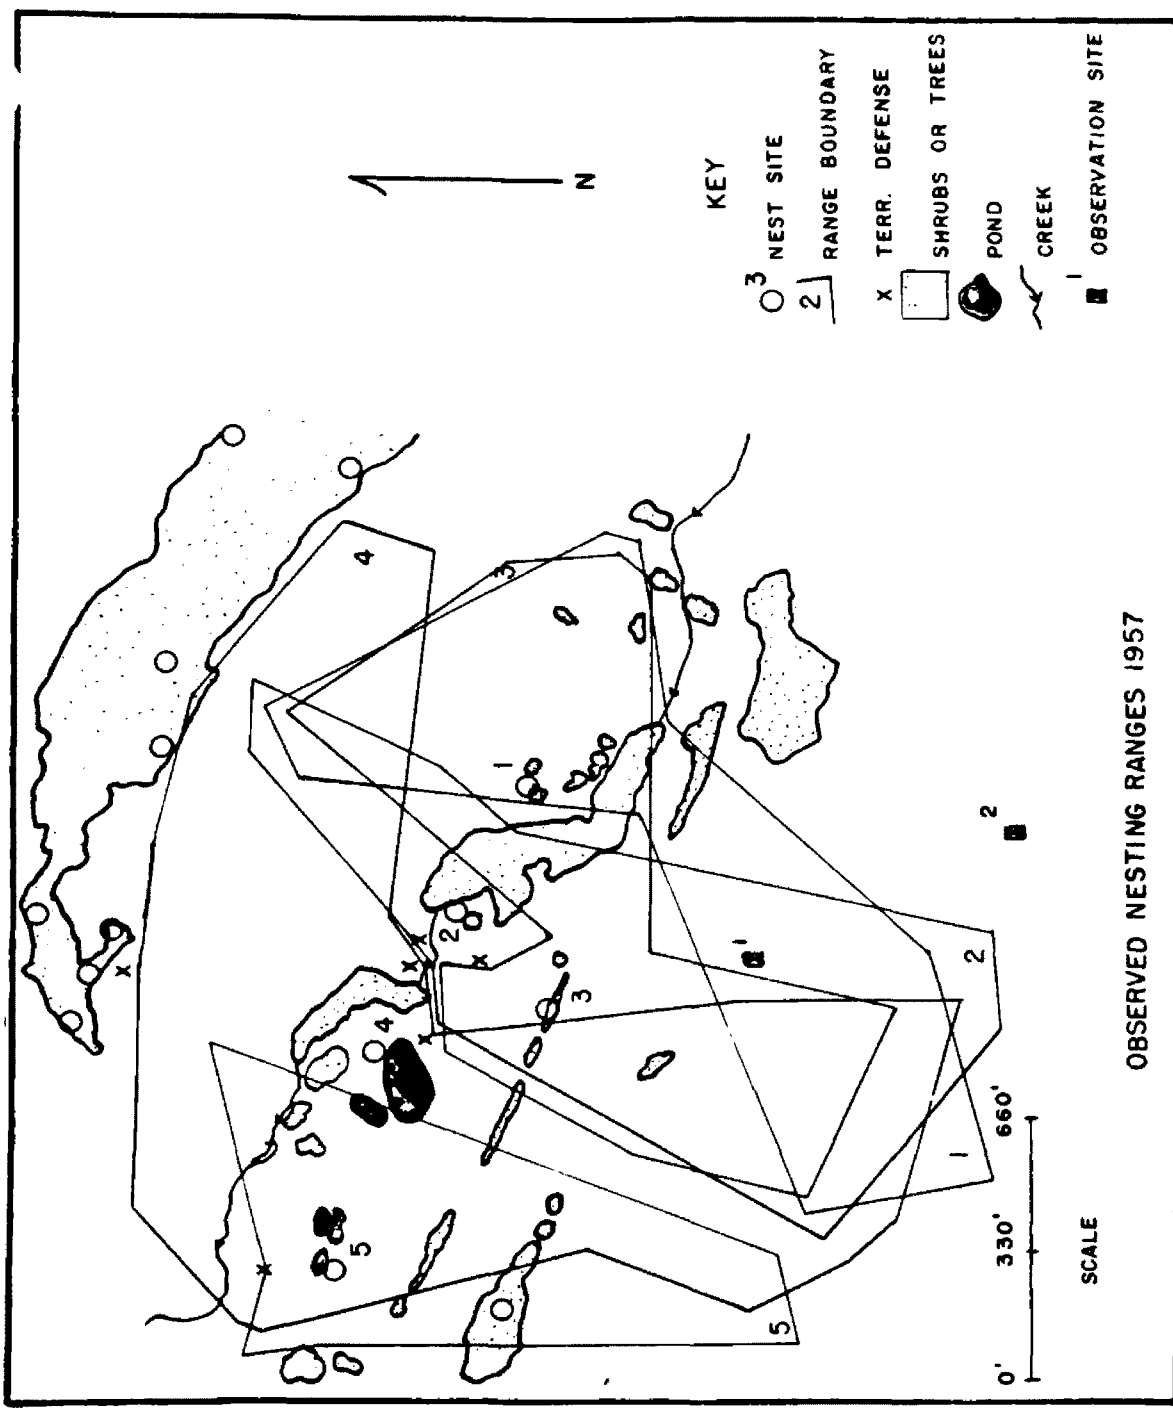 N
KEY
3 NEST SITE
2 RANGE BOUNDARY
x TERR. DEFENSE
SHRUBS OR TREES
POND
CREEK
1 OBSERVATION SITE
4
3
1
2
3
4
5
2
1
5
1
2
0' 330' 660'
SCALE
OBSERVED NESTING RANGES 1957